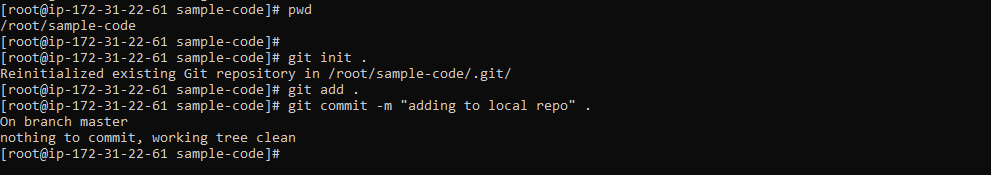 [root@ip-172-31-22-61 sample-code]# pwd
/root/sample-code
[root@ip-172-31-22-61 sample-code]#
[root@ip-172-31-22-61 sample-code]# git init .
Reinitialized existing Git repository in /root/sample-code/.git/
[root@ip-172-31-22-61 sample-code]# git add .
[root@ip-172-31-22-61 sample-code]# git commit -m "adding to local repo" .
On branch master
nothing to commit, working tree clean
[root@ip-172-31-22-61 sample-code]#